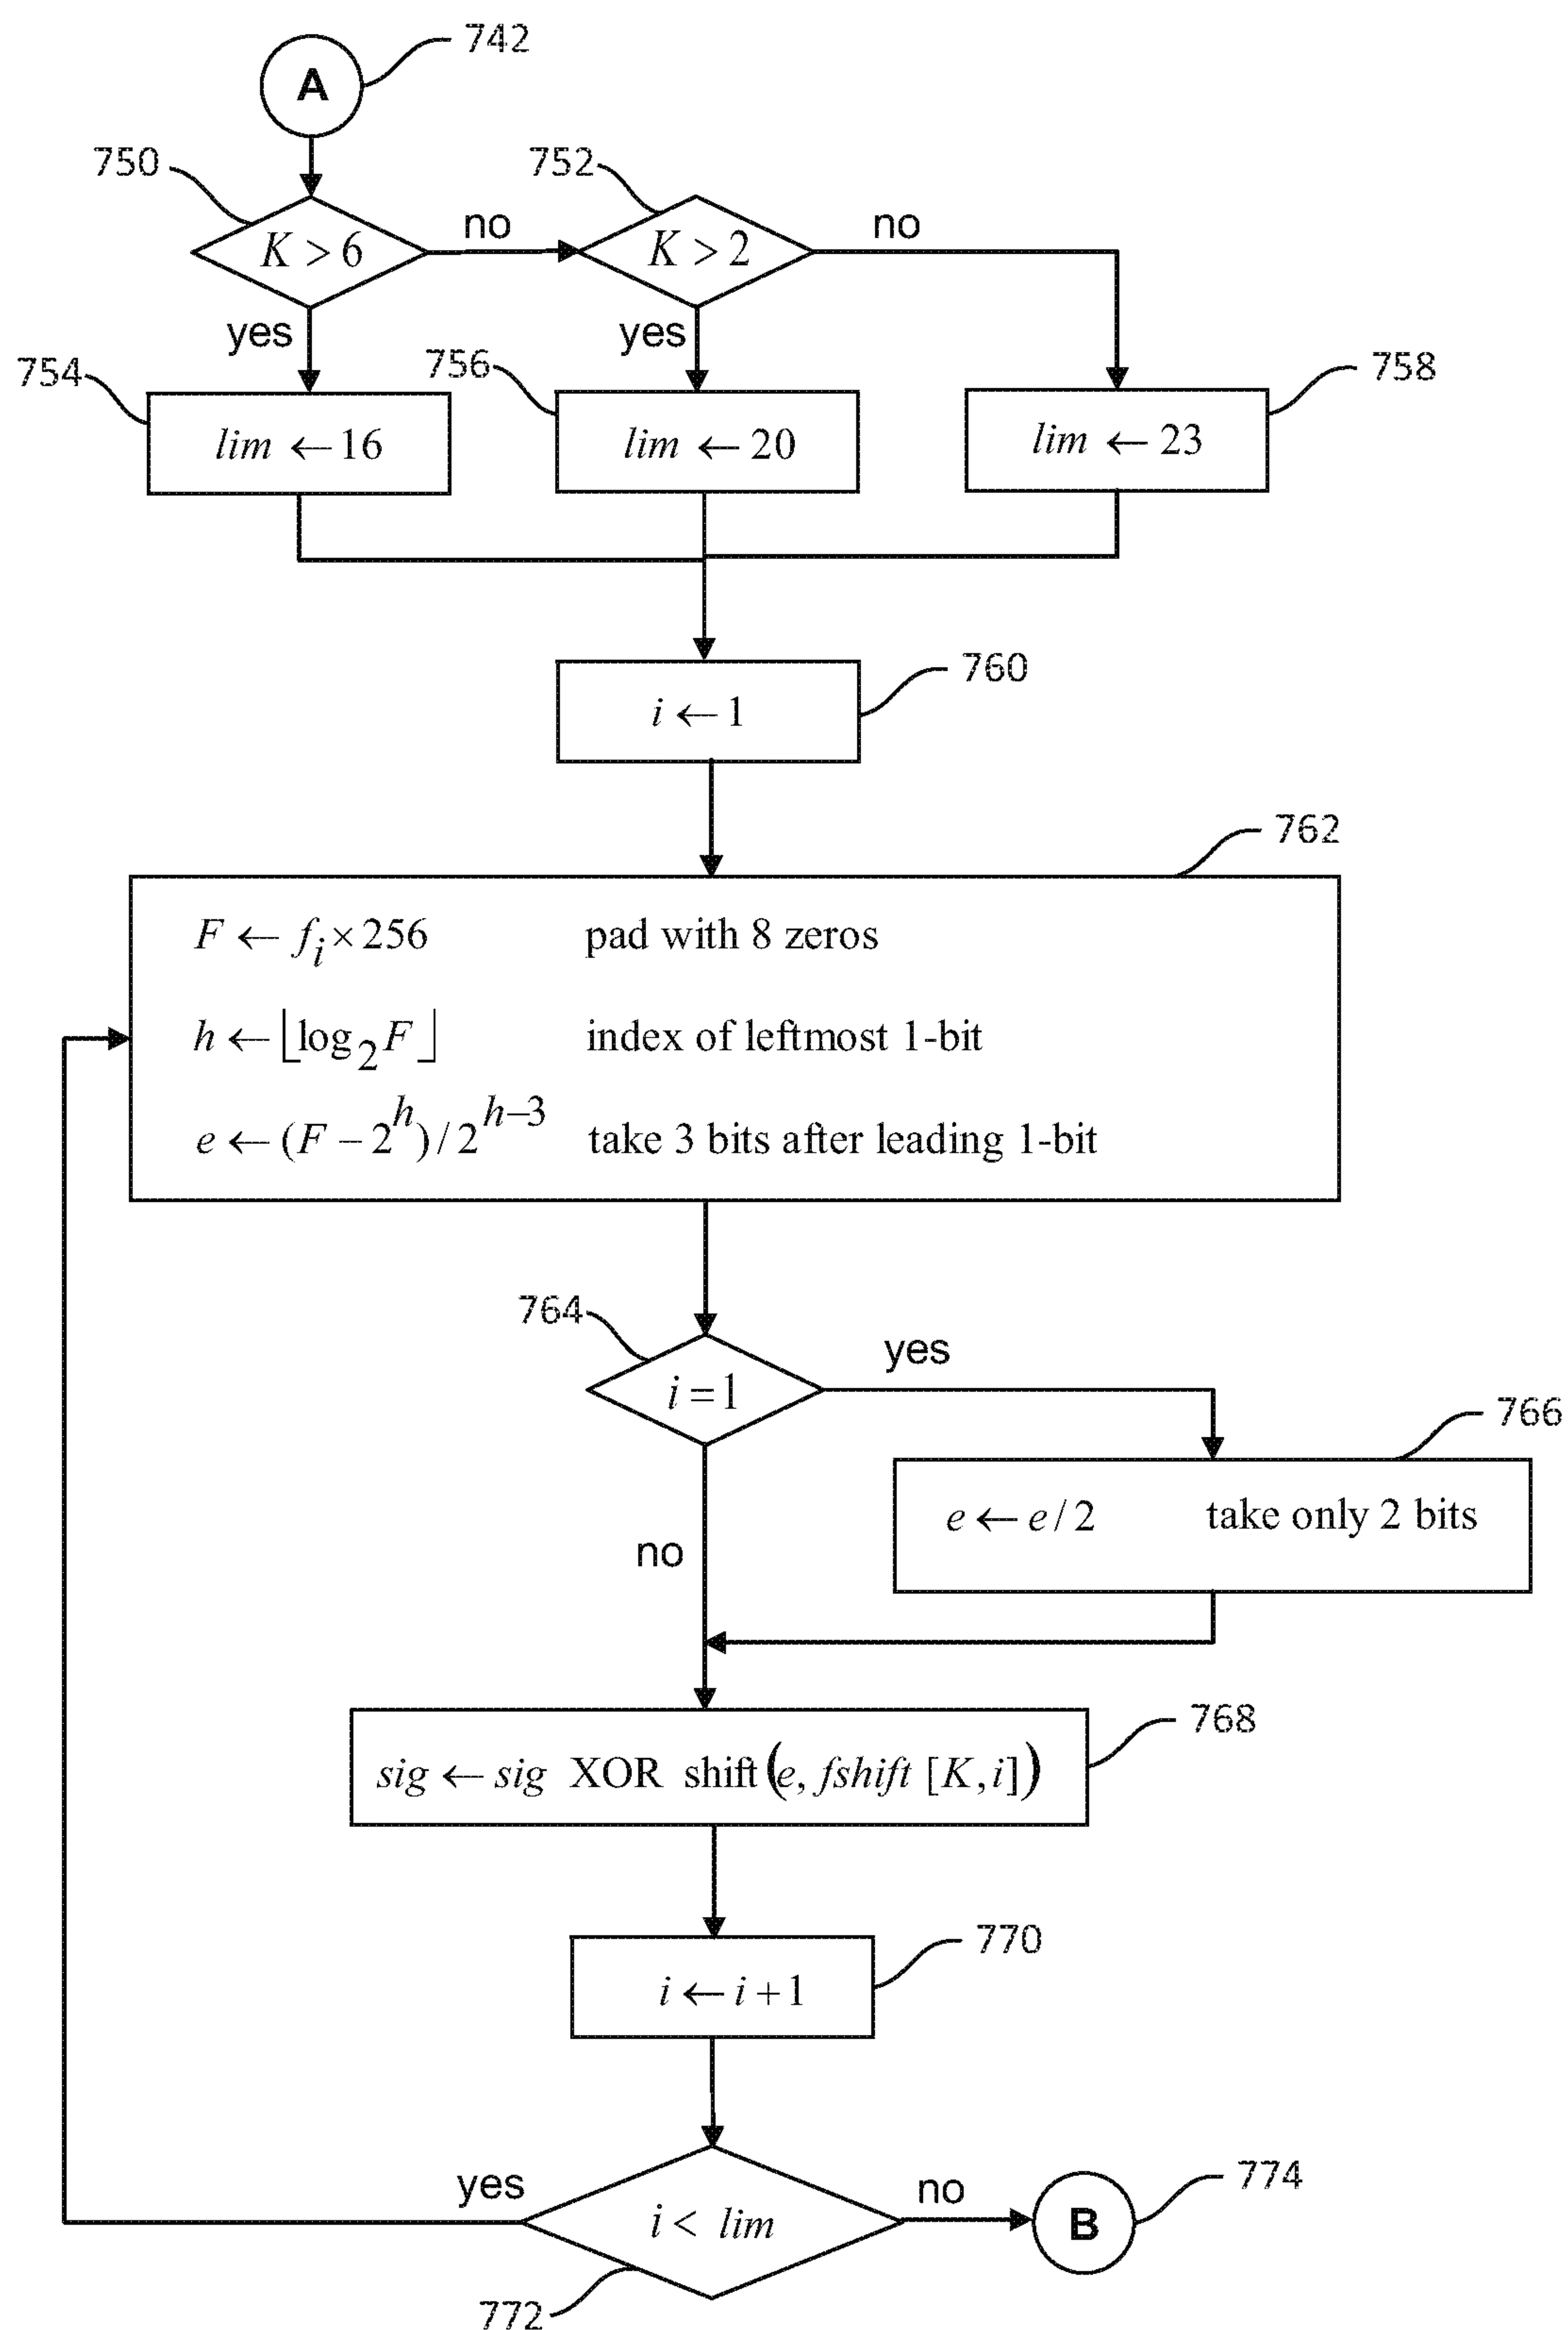 742
A
750
752
K > 6
no
K > 2
no
yes
yes
754
756
758
lim ← 16
lim ← 20
lim ← 23
760
i ← 1
762
F ← f_i × 256 pad with 8 zeros
h ← ⌊log_2 F⌋ index of leftmost 1-bit
e ← (F − 2^h) / 2^{h−3} take 3 bits after leading 1-bit
764
yes
i = 1
766
e ← e / 2 take only 2 bits
no
768
sig ← sig XOR shift(e, fshift [K, i])
770
i ← i + 1
774
yes
no
i < lim
B
772